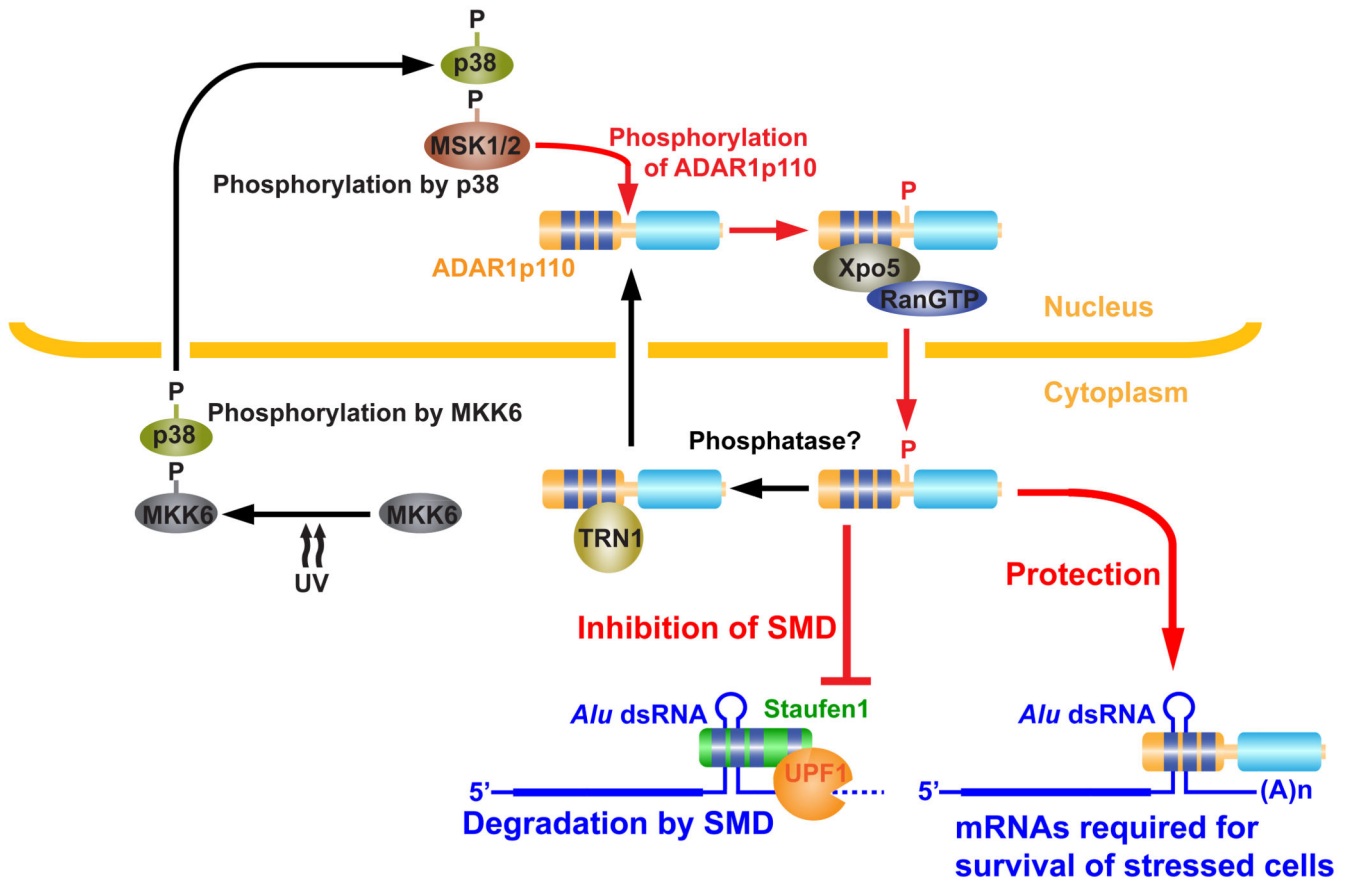 P
p38
P
MSK1/2
Phosphorylation by p38
Phosphorylation
of ADAR1p110
P
ADAR1p110
Xpo5
RanGTP
Nucleus
Cytoplasm
P
Phosphorylation by MKK6
p38
P
MKK6
MKK6
UV
Phosphatase?
P
TRN1
Protection
Inhibition of SMD
Alu dsRNA
Staufen1
UPF1
5’
Degradation by SMD
Alu dsRNA
5’
(A)n
mRNAs required for
survival of stressed cells